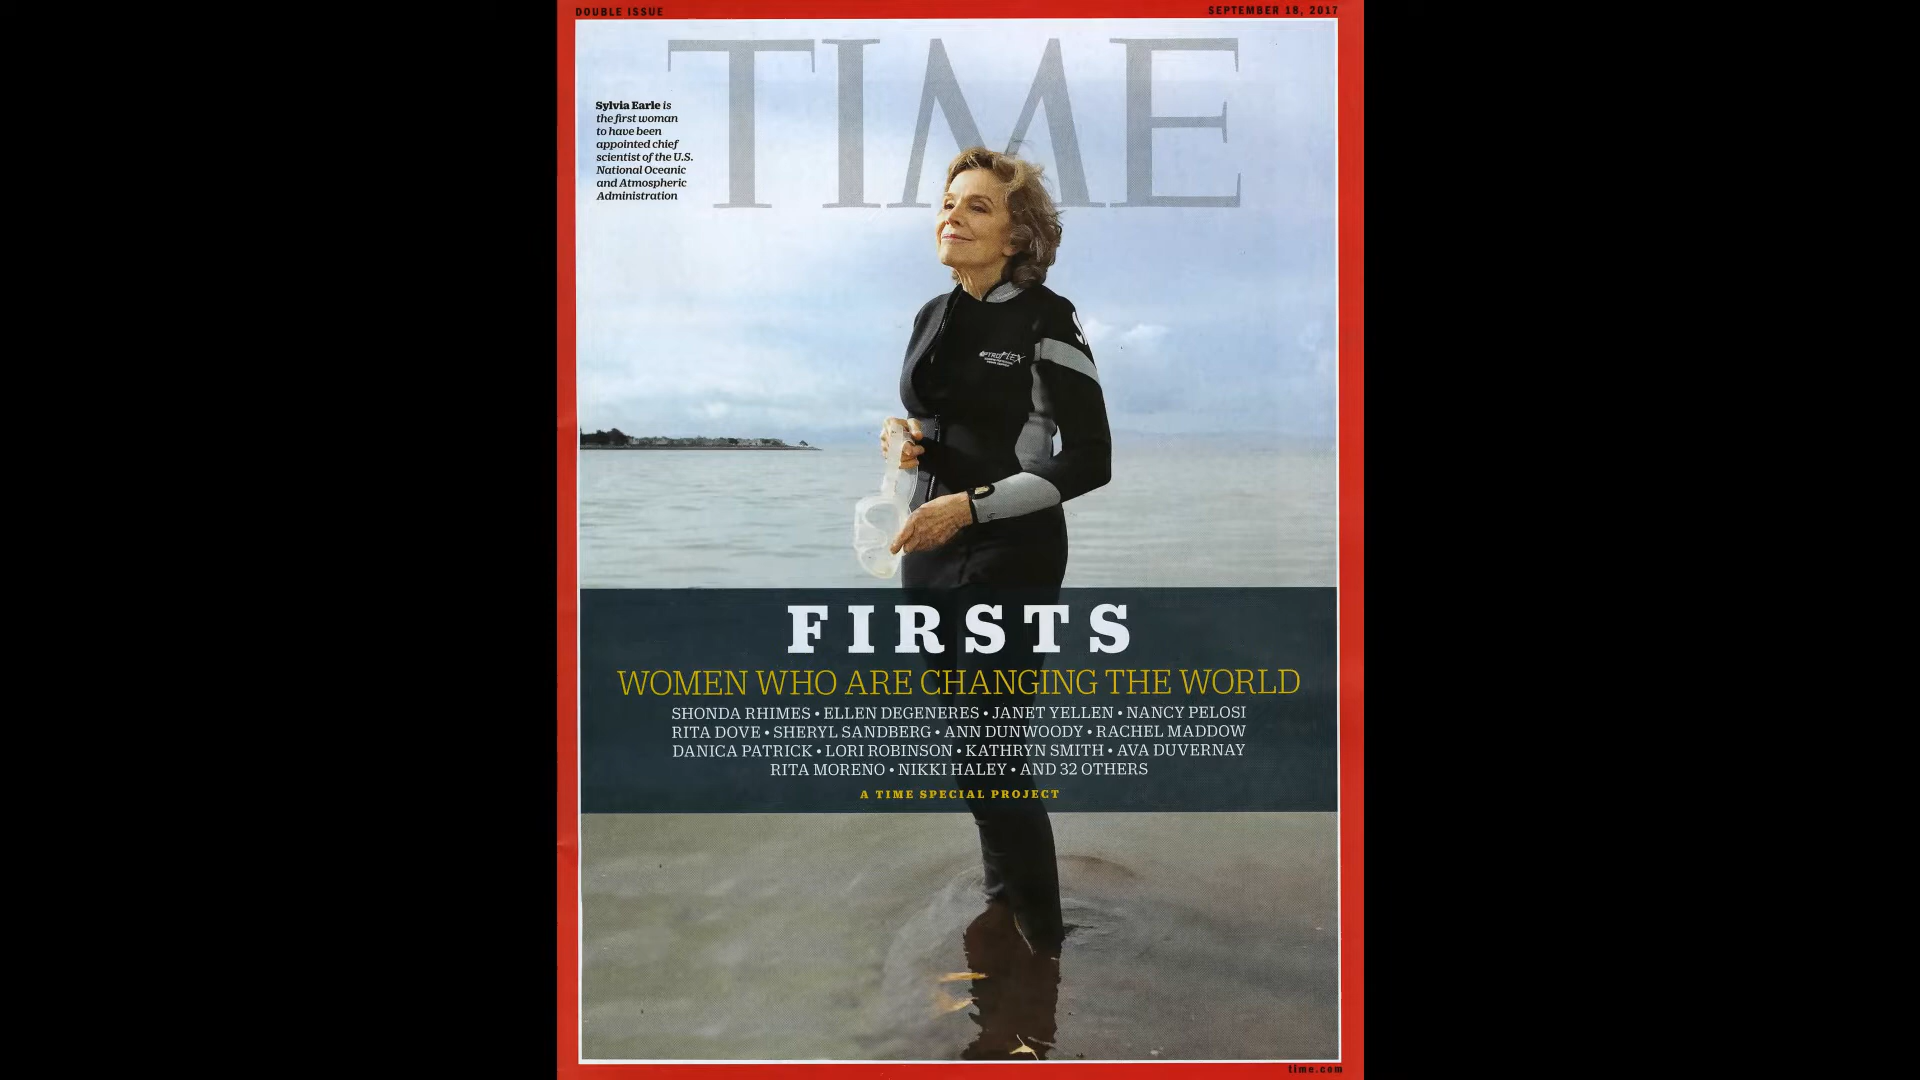 DOUBLE ISSUE
SEPTEMBER 18, 2017
TIME
Sylvia Earle is
the first woman
to have been
appointed chief
scientist of the U.S.
National Oceanic
and Atmospheric
Administration
FIRSTS
WOMEN WHO ARE CHANGING THE WORLD
SHONDA RHIMES • ELLEN DEGENERES • JANET YELLEN • NANCY PELOSI
RITA DOVE • SHERYL SANDBERG • ANN DUNWOODY • RACHEL MADDOW
DANICA PATRICK • LORI ROBINSON • KATHRYN SMITH • AVA DUVERNAY
RITA MORENO • NIKKI HALEY • AND 32 OTHERS
A TIME SPECIAL PROJECT
time.com